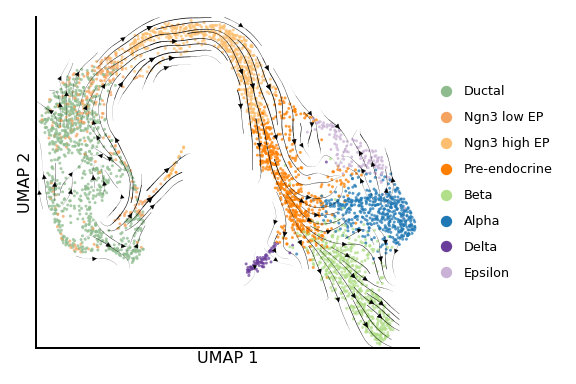 UMAP 2
UMAP 1
Ductal
Ngn3 low EP
Ngn3 high EP
Pre-endocrine
Beta
Alpha
Delta
Epsilon